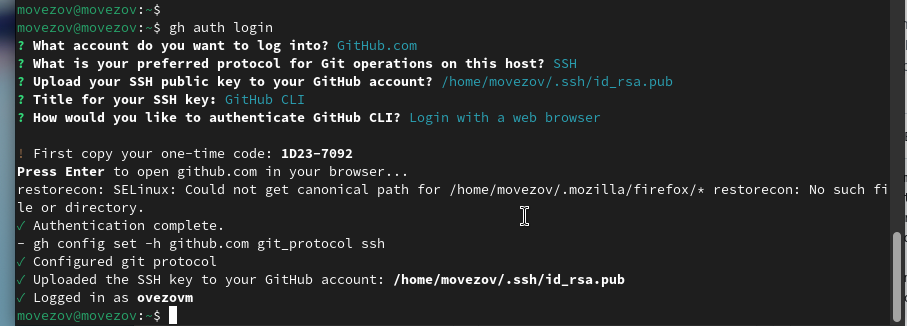 movezov@movezov:~$
movezov@movezov:~$ gh auth login
? What account do you want to log into? GitHub.com
? What is your preferred protocol for Git operations on this host? SSH
? Upload your SSH public key to your GitHub account? /home/movezov/.ssh/id_rsa.pub
? Title for your SSH key: GitHub CLI
? How would you like to authenticate GitHub CLI? Login with a web browser
! First copy your one-time code: 1D23-7092
Press Enter to open github.com in your browser...
restorecon: SELinux: Could not get canonical path for /home/movezov/.mozilla/firefox/* restorecon: No such fi
le or directory.
✓ Authentication complete.
- gh config set -h github.com git_protocol ssh
✓ Configured git protocol
✓ Uploaded the SSH key to your GitHub account: /home/movezov/.ssh/id_rsa.pub
✓ Logged in as ovezovm
movezov@movezov:~$